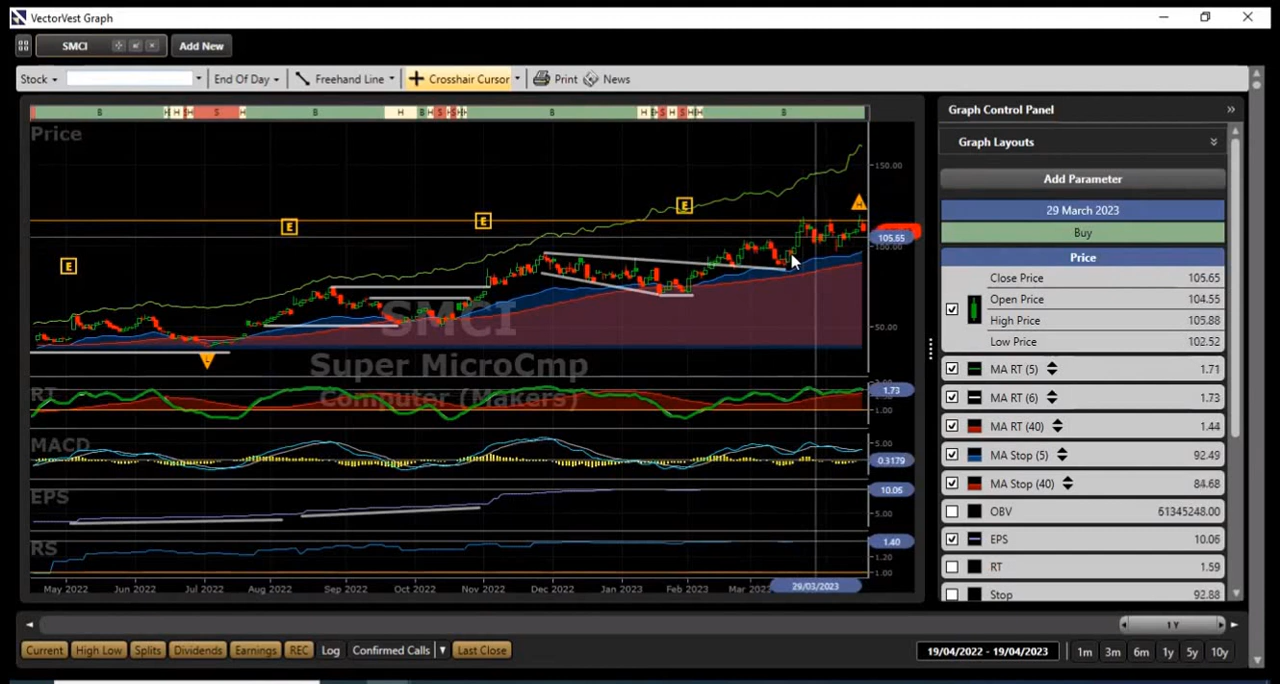 VectorVest Graph
SMCI
Add New
Stock
End Of Day
Freehand Line
Crosshair Cursor
Print
News
B H H SH S H B H B H S S H H B H E S H S H H B
Price
E E E E H L
150.00
105.65
100.00
50.00
SMCI
Super MicroCmp
Computer (Makers)
RT
1.73
1.00
MACD
5.00
0.3179
EPS
10.06
5.00
RS
1.40
1.20
1.00
May 2022 Jun 2022 Jul 2022 Aug 2022 Sep 2022 Oct 2022 Nov 2022 Dec 2022 Jan 2023 Feb 2023 Mar 2023 29/03/2023
Graph Control Panel
Graph Layouts
Add Parameter
29 March 2023
Buy
Price
Close Price 105.65
Open Price 104.55
High Price 105.88
Low Price 102.52
MA RT (5) 1.71
MA RT (6) 1.73
MA RT (40) 1.44
MA Stop (5) 92.49
MA Stop (40) 84.68
OBV 61345248.00
EPS 10.06
RT 1.59
Stop 92.88
1 Y
Current High Low Splits Dividends Earnings REC Log Confirmed Calls Last Close
19/04/2022 - 19/04/2023 1m 3m 6m 1y 5y 10y